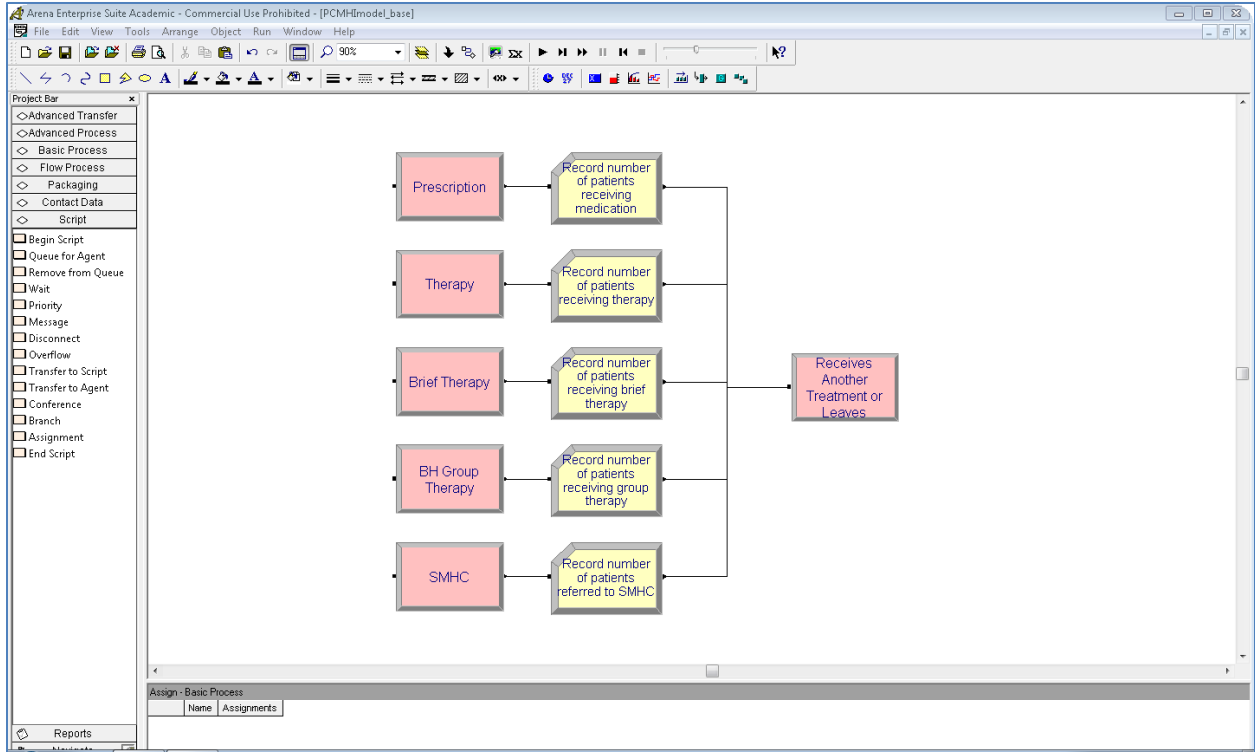 Arena Enterprise Suite Academic - Commercial Use Prohibited - [PCMHImodel_base]
File Edit View Tools Arrange Object Run Window Help
90%
Project Bar
Advanced Transfer
Advanced Process
Basic Process
Flow Process
Packaging
Contact Data
Script
Begin Script
Queue for Agent
Remove from Queue
Wait
Priority
Message
Disconnect
Overflow
Transfer to Script
Transfer to Agent
Conference
Branch
Assignment
End Script
Reports
Navigate
Prescription
Record number
of patients
receiving
medication
Therapy
Record number
of patients
receiving therapy
Brief Therapy
Record number
of patients
receiving brief
therapy
BH Group
Therapy
Record number
of patients
receiving group
therapy
SMHC
Record number
of patients
referred to SMHC
Receives
Another
Treatment or
Leaves
Assign - Basic Process
Name Assignments